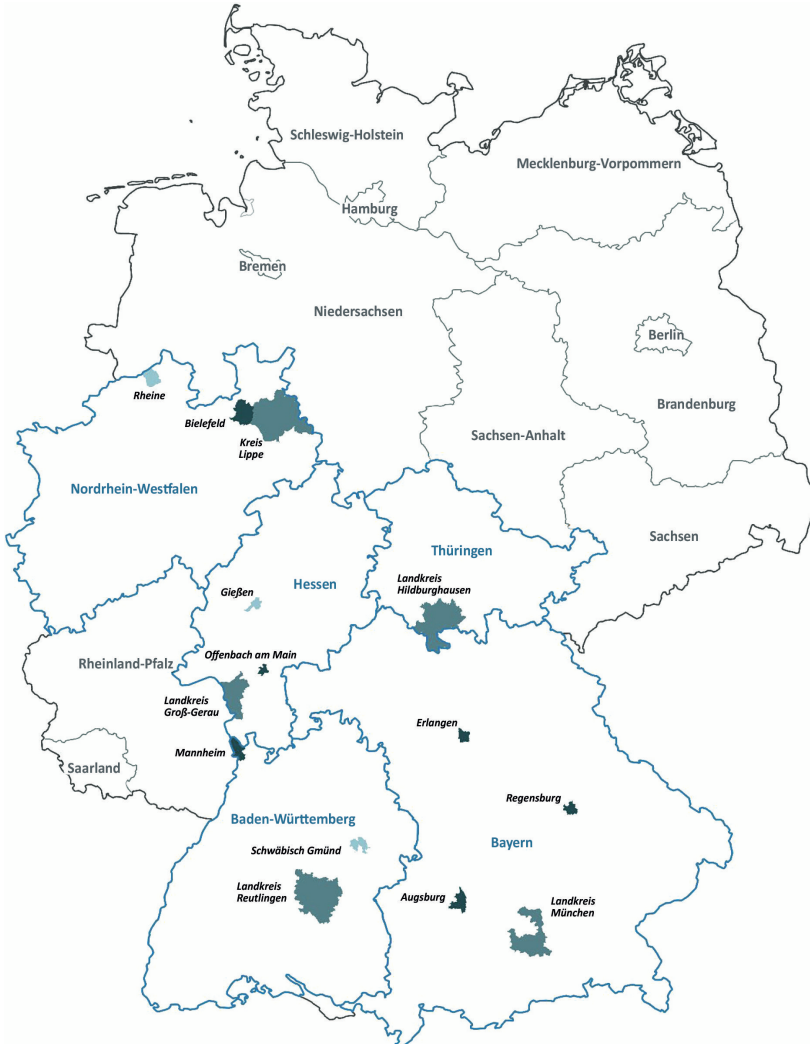 Schleswig-Holstein
Mecklenburg-Vorpommern
Hamburg
Bremen
Niedersachsen
Berlin
Rheine
Brandenburg
Bielefeld
Kreis
Lippe
Sachsen-Anhalt
Nordrhein-Westfalen
Sachsen
Thüringen
Landkreis
Hildburghausen
Hessen
Gießen
Offenbach am Main
Rheinland-Pfalz
Landkreis
Groß-Gerau
Erlangen
Mannheim
Saarland
Regensburg
Baden-Württemberg
Bayern
Schwäbisch Gmünd
Landkreis
Reutlingen
Augsburg
Landkreis
München